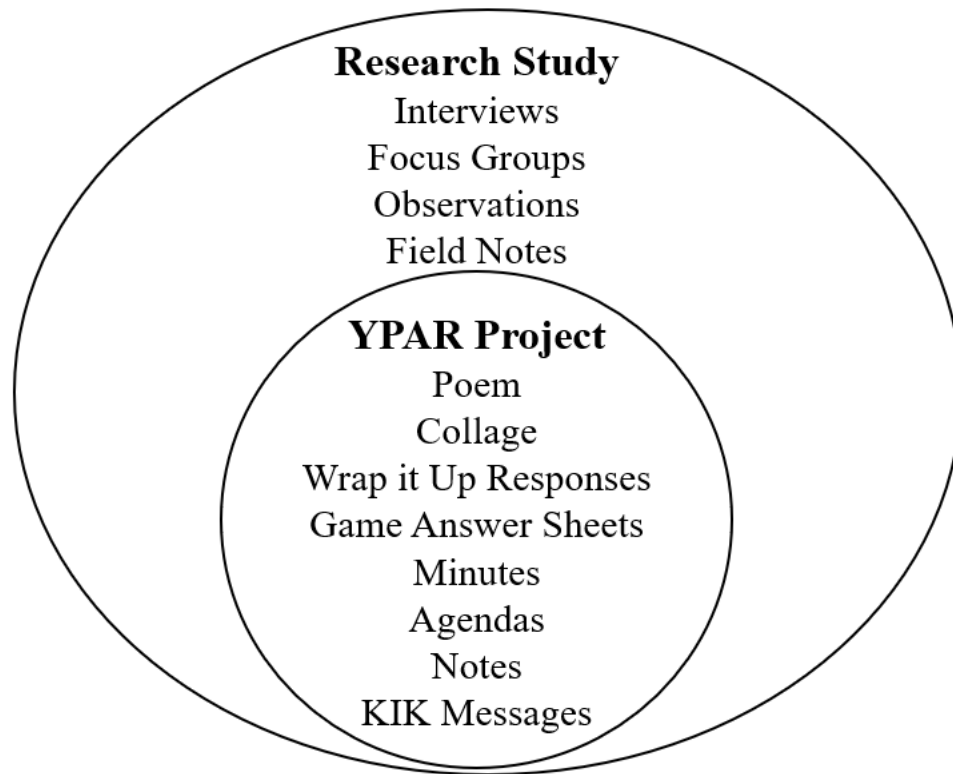 Research Study
Interviews
Focus Groups
Observations
Field Notes
YPAR Project
Poem
Collage
Wrap it Up Responses
Game Answer Sheets
Minutes
Agendas
Notes
KIK Messages